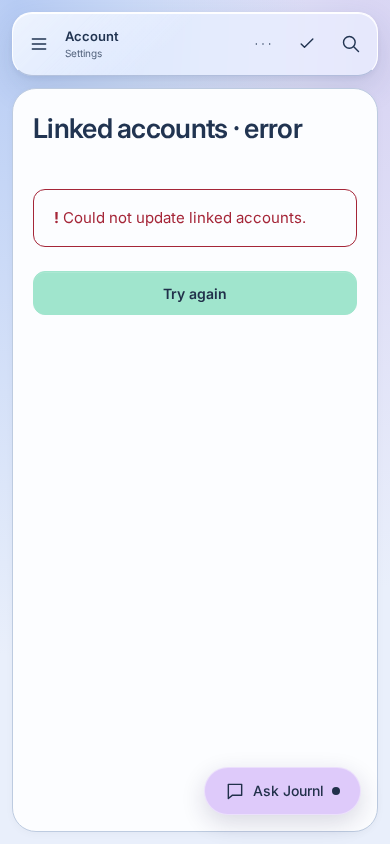 Account
Settings
Linked accounts · error
! Could not update linked accounts.
Try again
Ask Journl